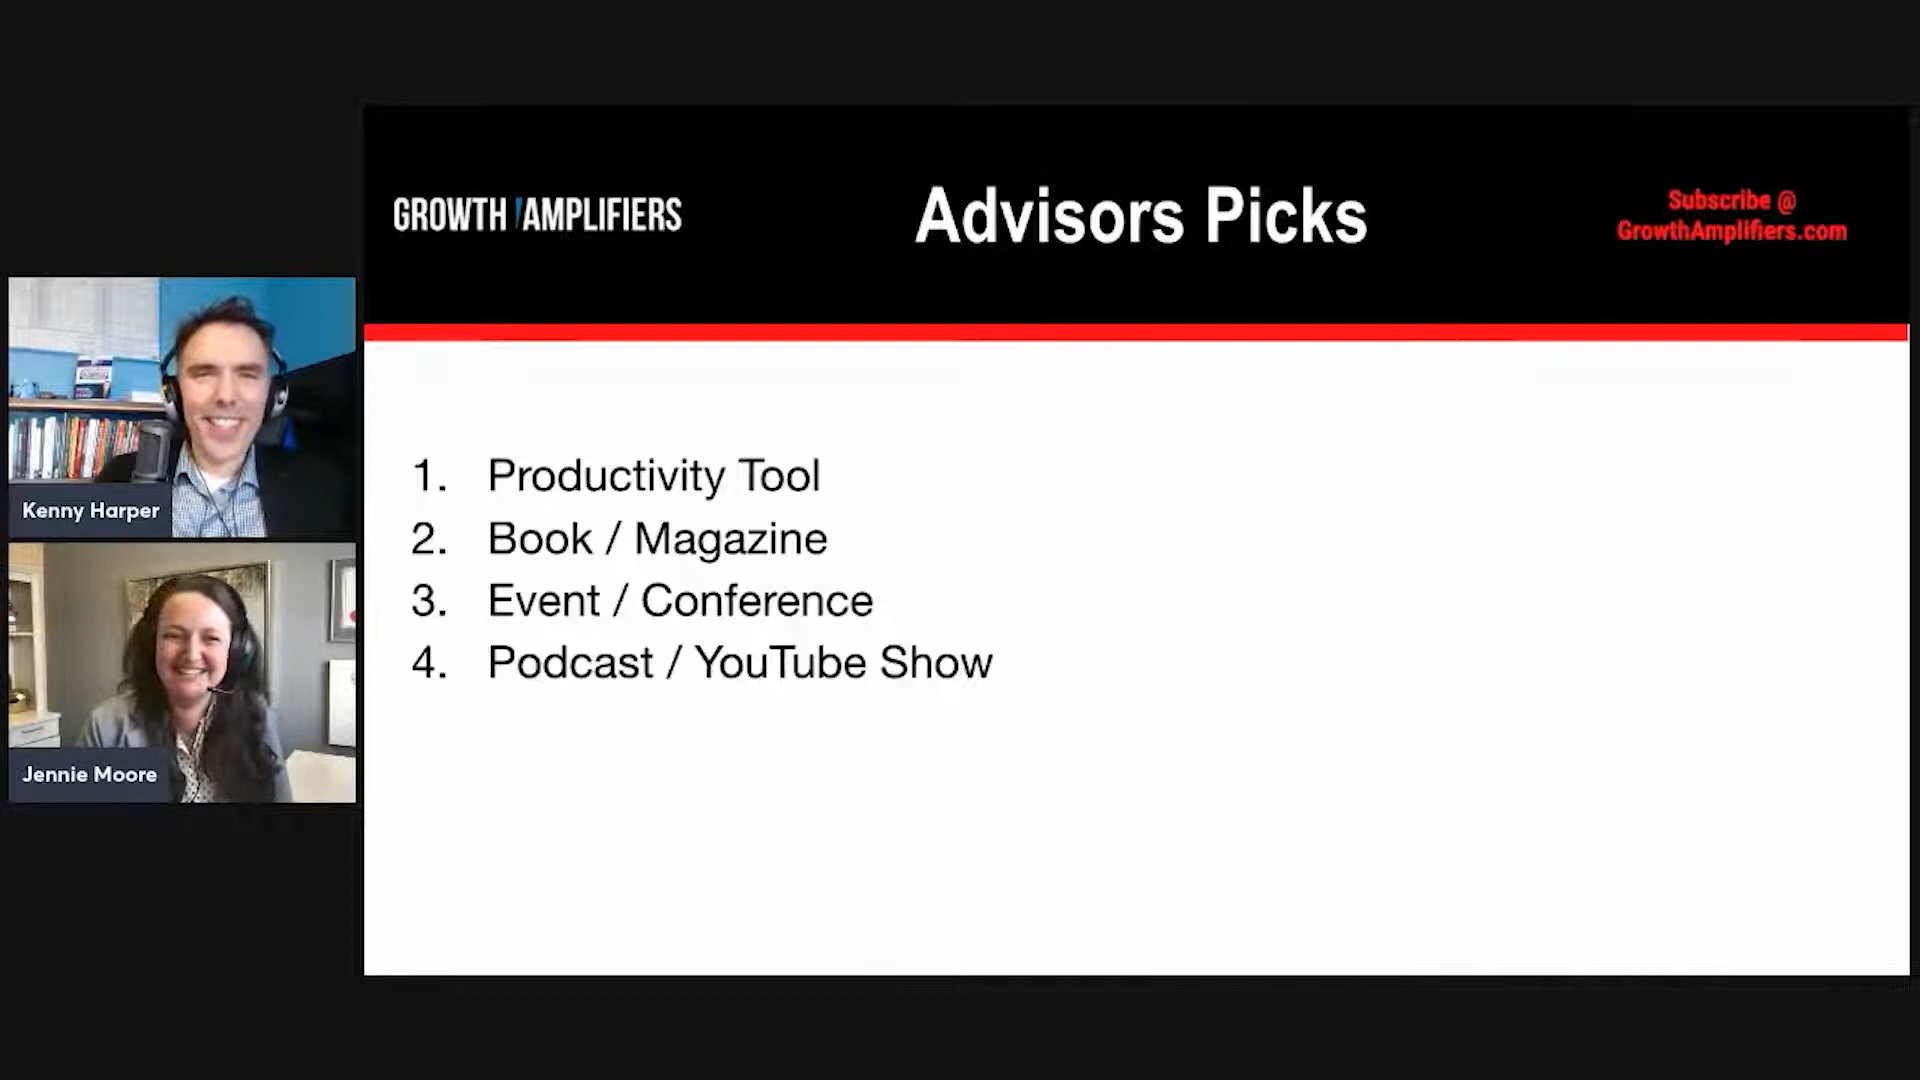 GROWTH AMPLIFIERS
Advisors Picks
Subscribe @
GrowthAmplifiers.com
Kenny Harper
Jennie Moore
1. Productivity Tool
2. Book / Magazine
3. Event / Conference
4. Podcast / YouTube Show